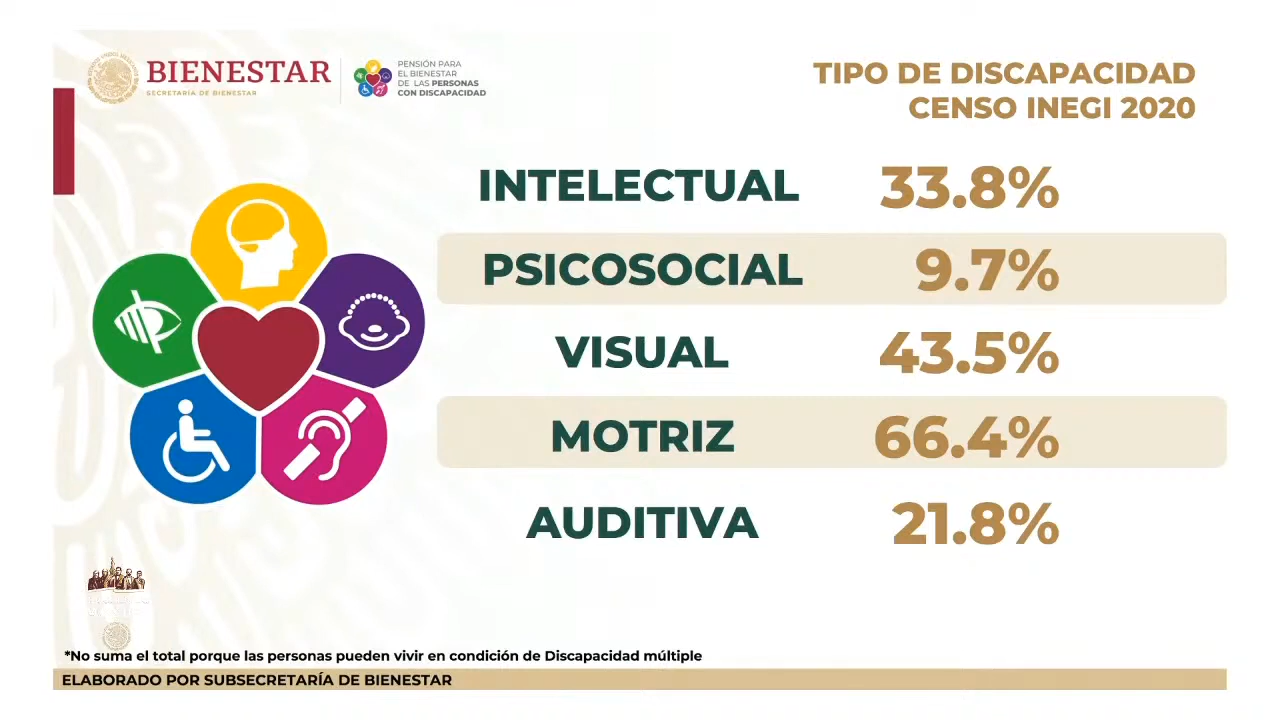 BIENESTAR
SECRETARÍA DE BIENESTAR
PENSIÓN PARA
EL BIENESTAR
DE LAS PERSONAS
CON DISCAPACIDAD
TIPO DE DISCAPACIDAD
CENSO INEGI 2020
INTELECTUAL 33.8%
PSICOSOCIAL 9.7%
VISUAL 43.5%
MOTRIZ 66.4%
AUDITIVA 21.8%
*No suma el total porque las personas pueden vivir en condición de Discapacidad múltiple
ELABORADO POR SUBSECRETARÍA DE BIENESTAR